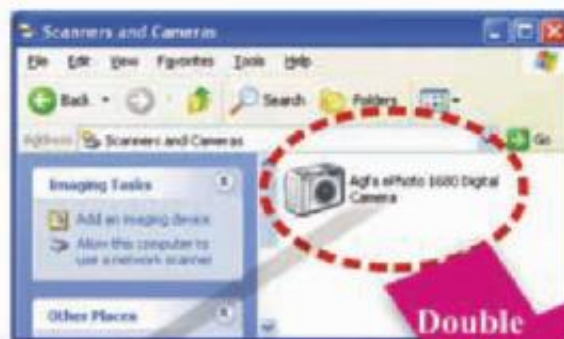 Scanners and Cameras
File Edit View Favorites Tools Help
Back Search Folders
Address Scanners and Cameras Go
Imaging Tasks
Add an imaging device
Allow this computer to
use a network scanner
Other Places
Agfa ePhoto 1680 Digital
Camera
Double